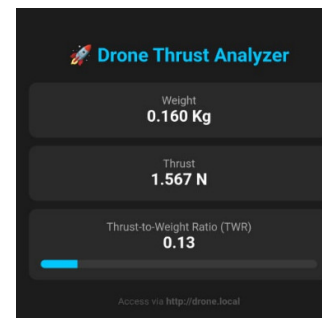 🚀 Drone Thrust Analyzer
Weight
0.160 Kg
Thrust
1.567 N
Thrust-to-Weight Ratio (TWR)
0.13
Access via http://drone.local